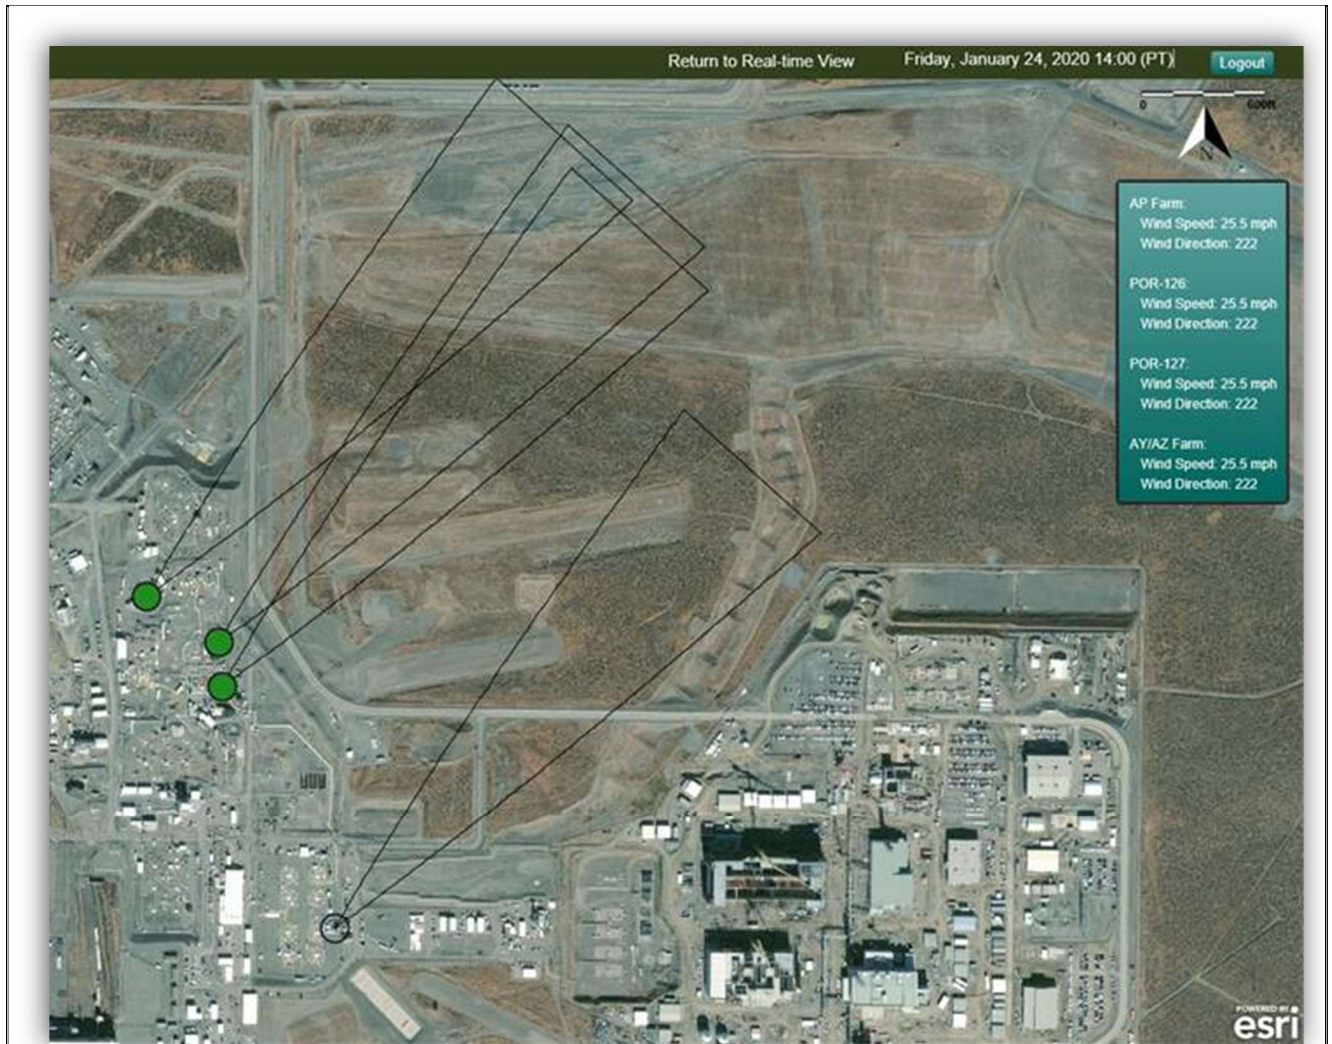 Return to Real-time View Friday, January 24, 2020 14:00 (PT) Logout
0 600ft
N
AP Farm:
Wind Speed: 25.5 mph
Wind Direction: 222
POR-126:
Wind Speed: 25.5 mph
Wind Direction: 222
POR-127:
Wind Speed: 25.5 mph
Wind Direction: 222
AY/AZ Farm:
Wind Speed: 25.5 mph
Wind Direction: 222
POWERED BY
esri